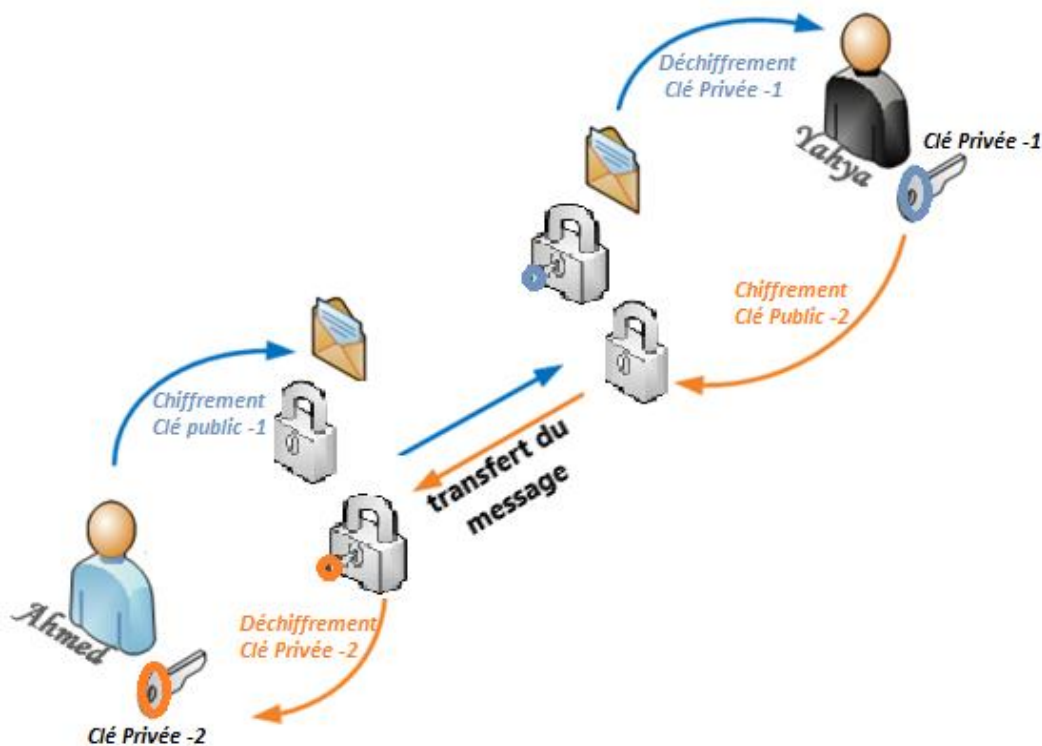 Déchiffrement
Clé Privée -1
Yahya
Clé Privée -1
Chiffrement
Clé Public -2
Chiffrement
Clé public -1
transfert du
message
Ahmed
Déchiffrement
Clé Privée -2
Clé Privée -2